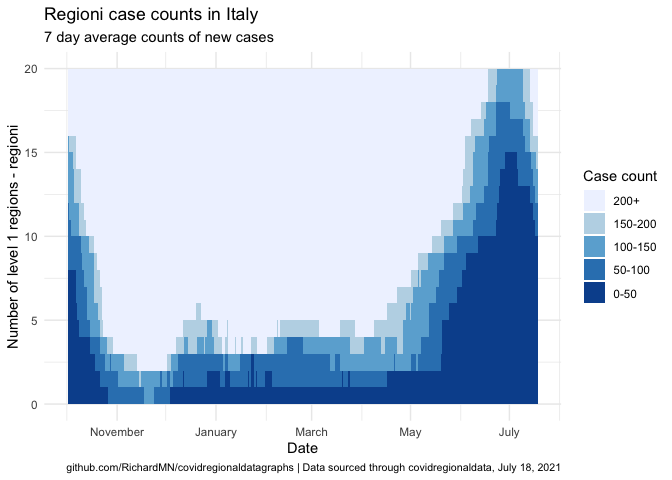 Regioni case counts in Italy
7 day average counts of new cases
Number of level 1 regions - regioni
20
15
10
5
0
November
January
March
May
July
Date
Case count
200+
150-200
100-150
50-100
0-50
github.com/RichardMN/covidregionaldatagraphs | Data sourced through covidregionaldata, July 18, 2021